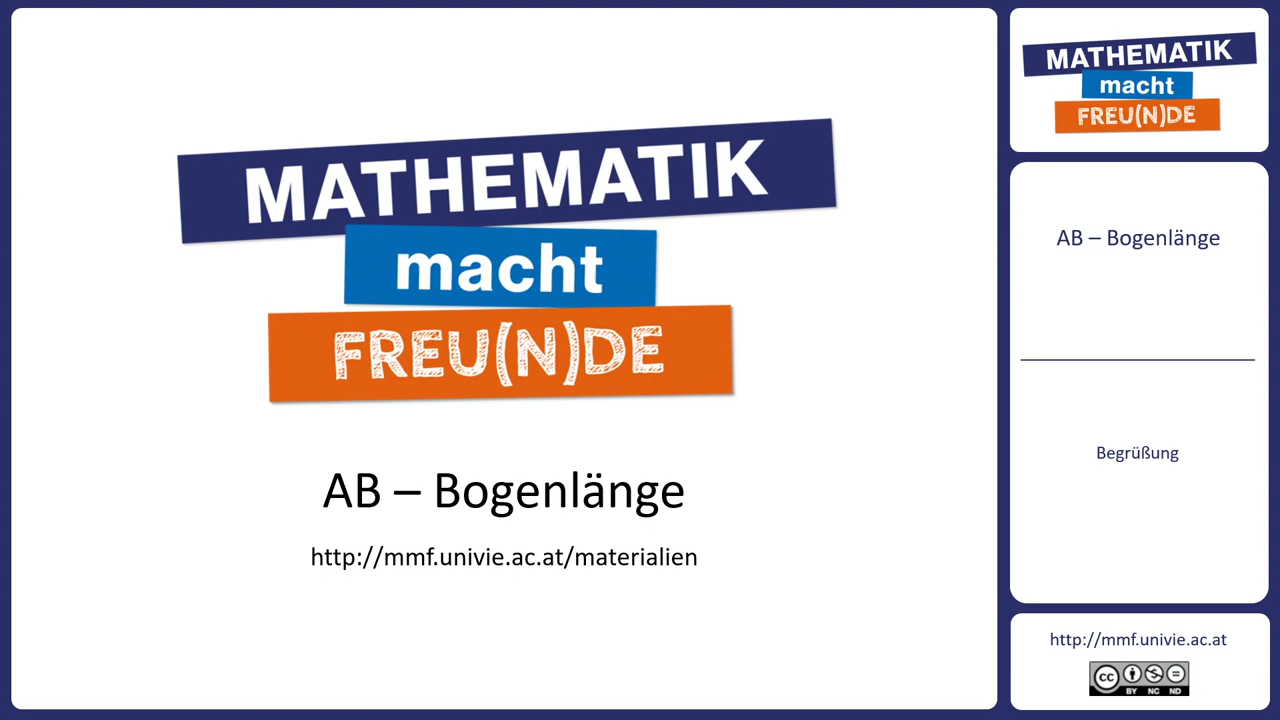 MATHEMATIK
macht
FREU(N)DE
AB – Bogenlänge
http://mmf.univie.ac.at/materialien
MATHEMATIK
macht
FREU(N)DE
AB – Bogenlänge
Begrüßung
http://mmf.univie.ac.at
cc
BY NC ND